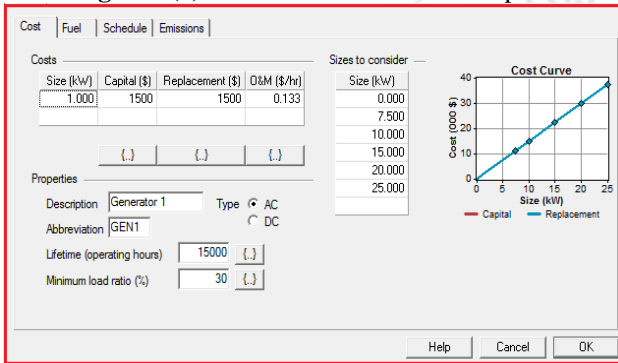 Cost Fuel Schedule Emissions
Costs
Size (kW) Capital ($) Replacement ($) O&M ($/hr)
1.000 1500 1500 0.133
{..} {..} {..}
Properties
Description Generator 1 Type AC
DC
Abbreviation GEN1
Lifetime (operating hours) 15000 {..}
Minimum load ratio (%) 30 {..}
Sizes to consider
Size (kW)
0.000
7.500
10.000
15.000
20.000
25.000
Cost Curve
Cost (000 $)
40
30
20
10
0
0 5 10 15 20 25
Size (kW)
Capital Replacement
Help Cancel OK